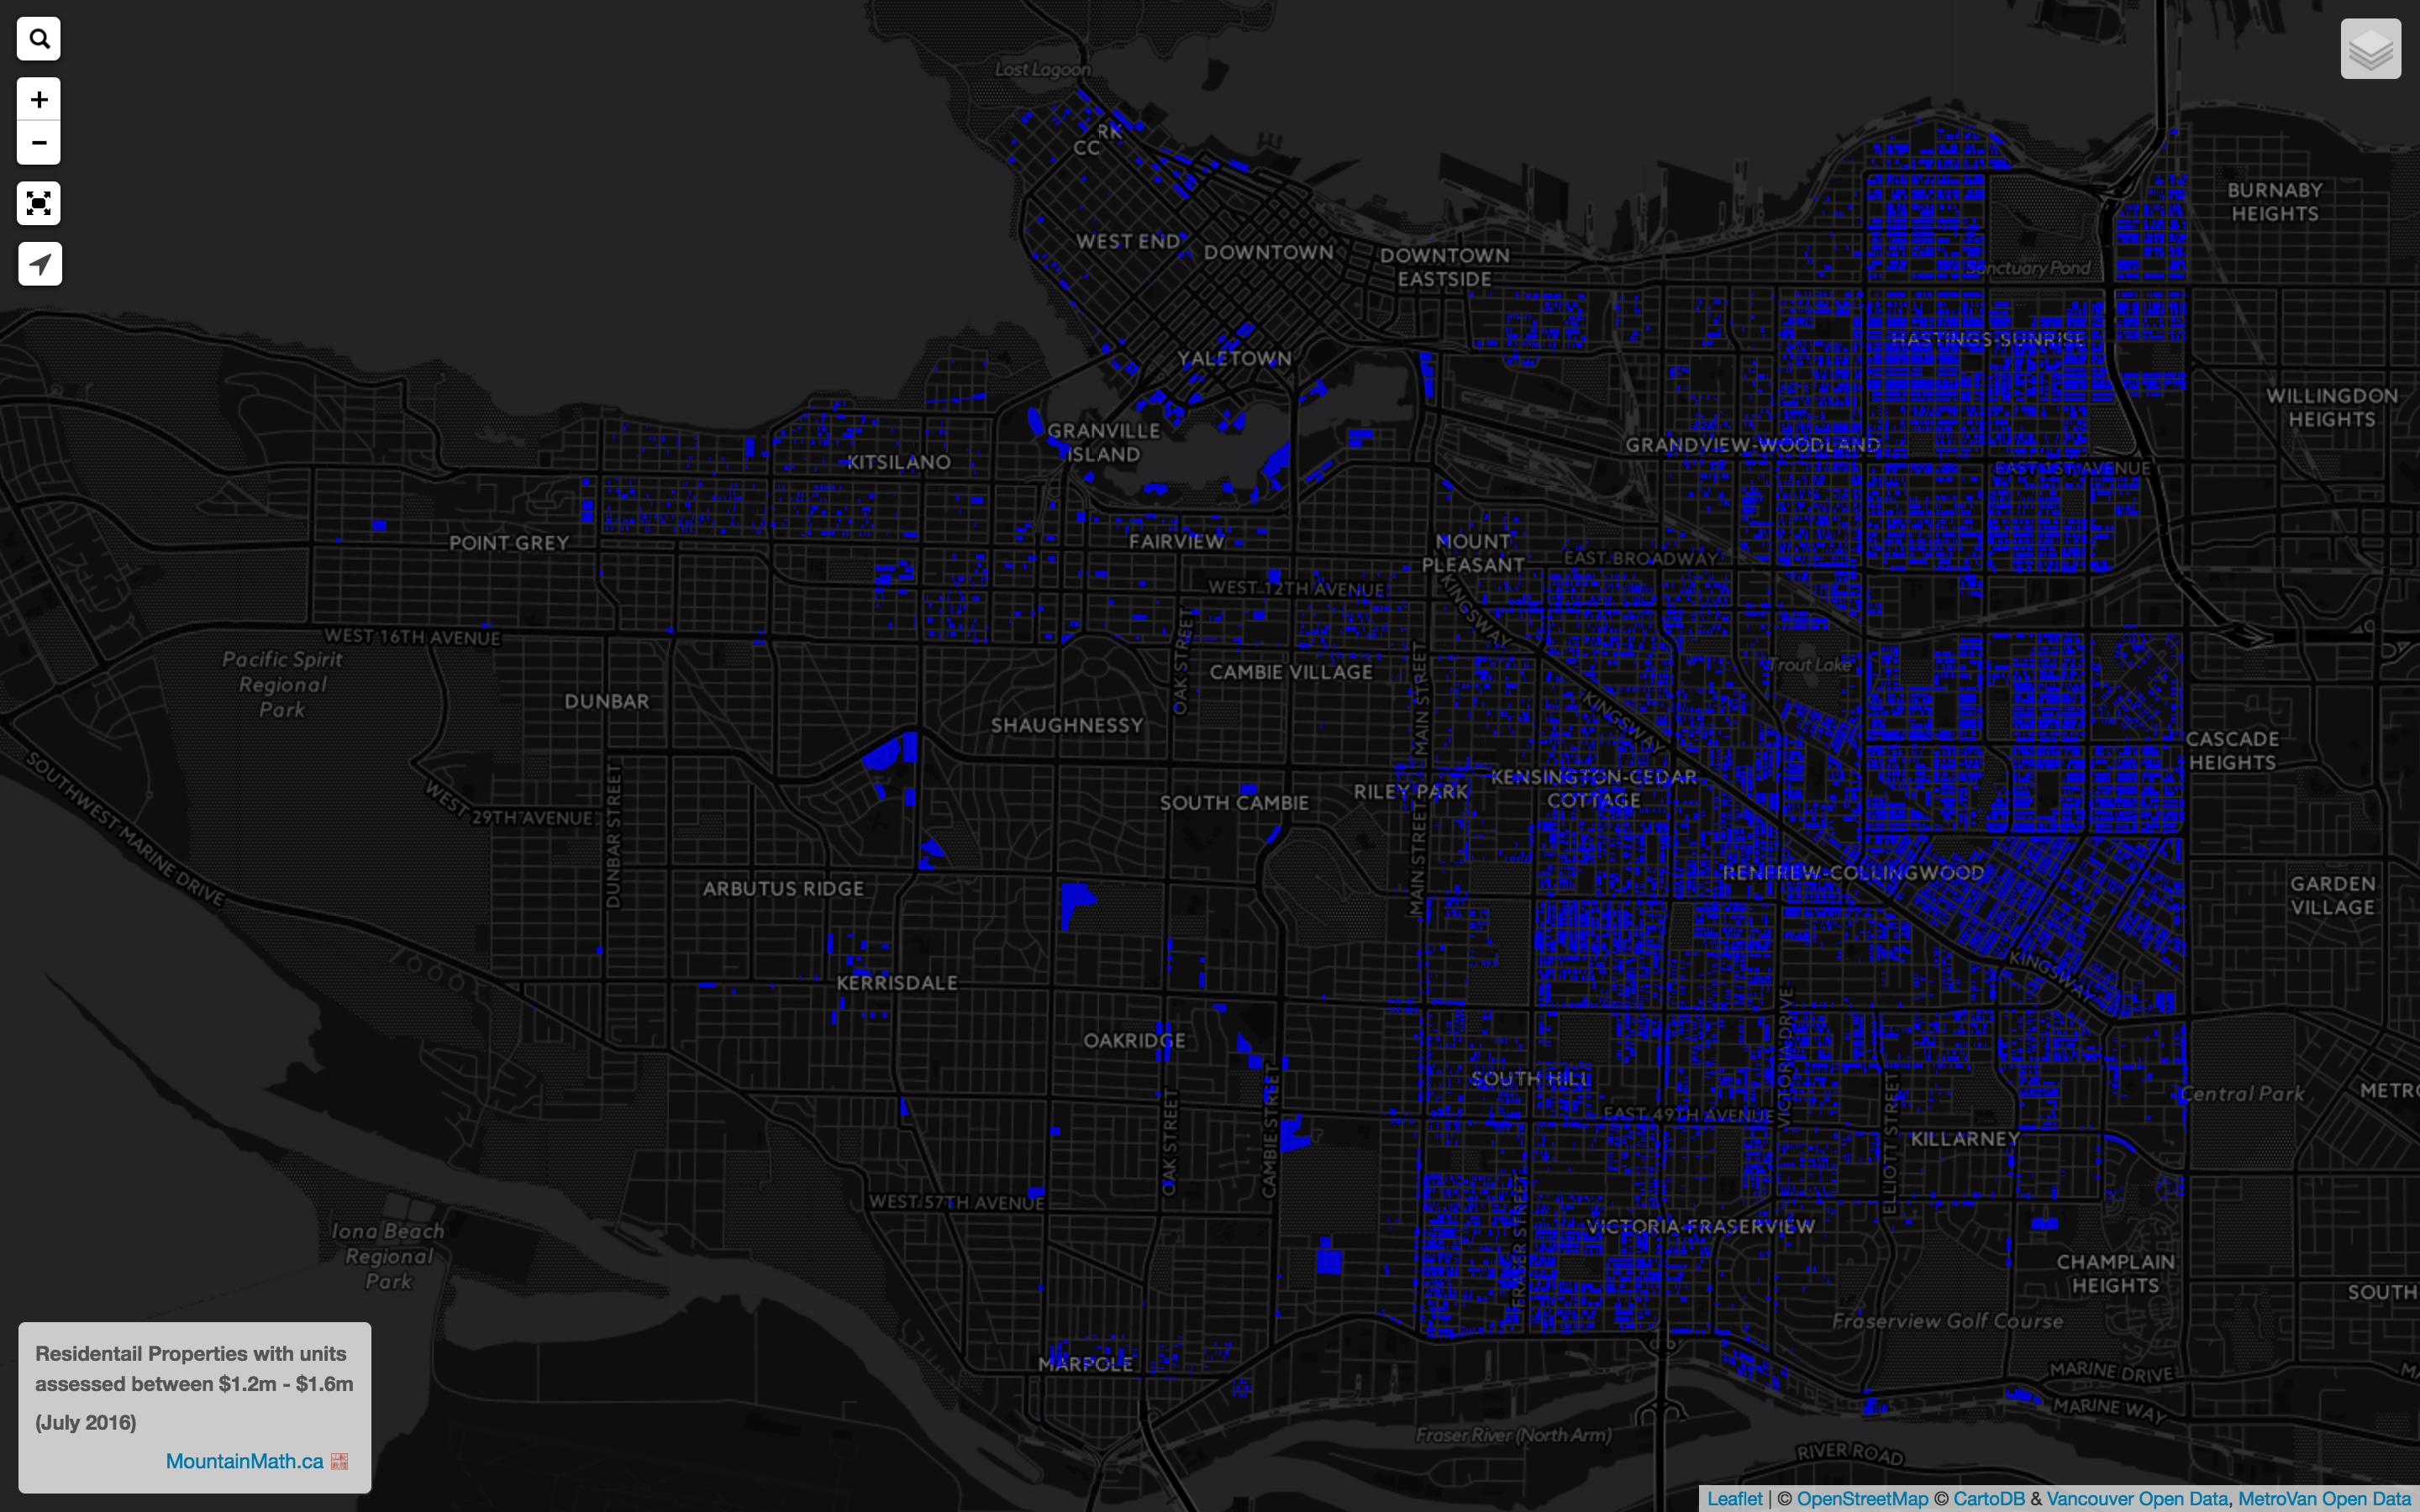 Lost Lagoon
RK
CC
BURNABY
HEIGHTS
WEST END
DOWNTOWN
DOWNTOWN
EASTSIDE
Sanctuary Pond
HASTINGS-SUNRISE
YALETOWN
WILLINGDON
HEIGHTS
GRANVILLE
ISLAND
GRANDVIEW-WOODLAND
KITSILANO
EAST 1ST AVENUE
POINT GREY
FAIRVIEW
MOUNT
PLEASANT
EAST BROADWAY
WEST 12TH AVENUE
KINGSWAY
WEST 16TH AVENUE
OAK STREET
MAIN STREET
Pacific Spirit
Regional
Park
CAMBIE VILLAGE
Trout Lake
DUNBAR
SHAUGHNESSY
KINGSWAY
CASCADE
HEIGHTS
SOUTHWEST MARINE DRIVE
WEST 29TH AVENUE
DUNBAR STREET
SOUTH CAMBIE
RILEY PARK
KENSINGTON-CEDAR
COTTAGE
MAIN STREET
RENFREW-COLLINGWOOD
ARBUTUS RIDGE
GARDEN
VILLAGE
KERRISDALE
KINGSWAY
OAKRIDGE
VICTORIA DRIVE
SOUTH HILL
Central Park
METRO
OAK STREET
CAMBIE STREET
EAST 49TH AVENUE
ELLIOTT STREET
KILLARNEY
WEST 57TH AVENUE
FRASER STREET
VICTORIA-FRASERVIEW
Iona Beach
Regional
Park
CHAMPLAIN
HEIGHTS
SOUTH
Fraserview Golf Course
MARPOLE
MARINE DRIVE
MA
MARINE WAY
Fraser River (North Arm)
RIVER ROAD
Residentail Properties with units
assessed between $1.2m - $1.6m
(July 2016)
MountainMath.ca
Leaflet | © OpenStreetMap © CartoDB & Vancouver Open Data, MetroVan Open Data